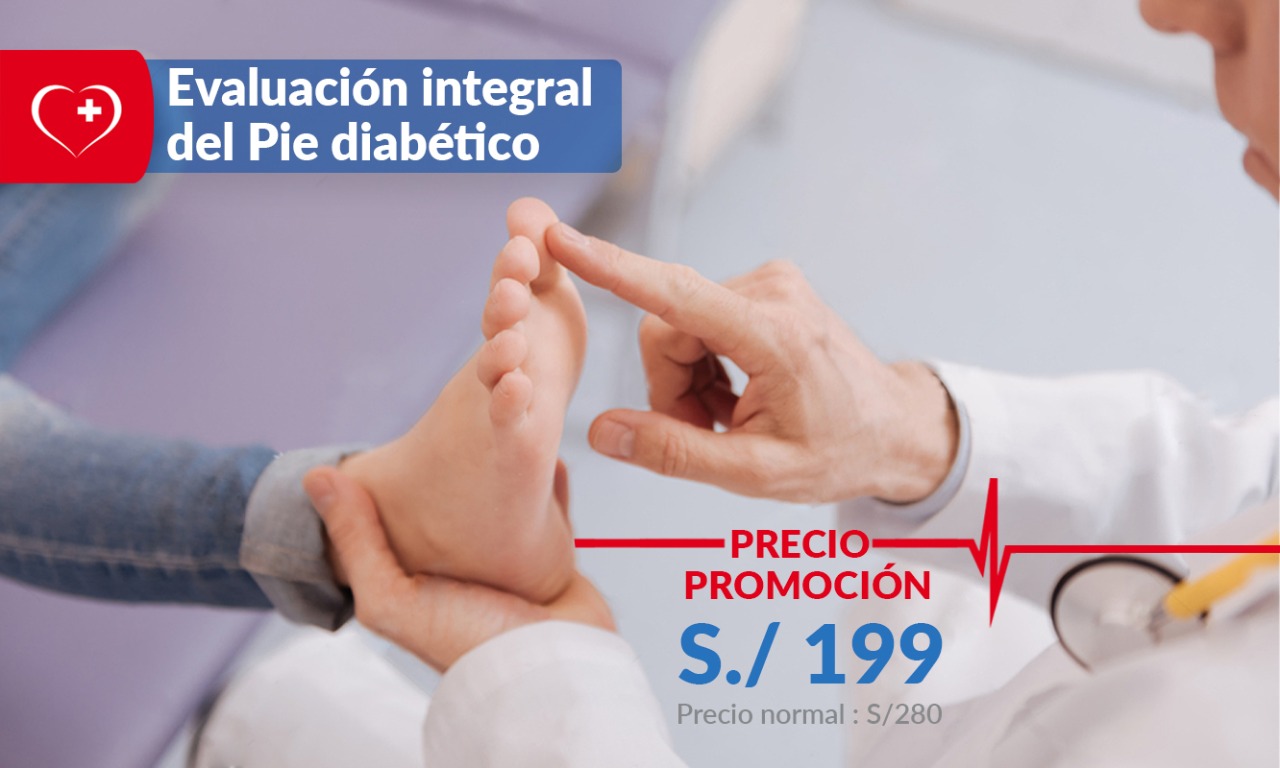 Evaluación integral
del Pie diabético
PRECIO
PROMOCIÓN
S./ 199
Precio normal : S/280